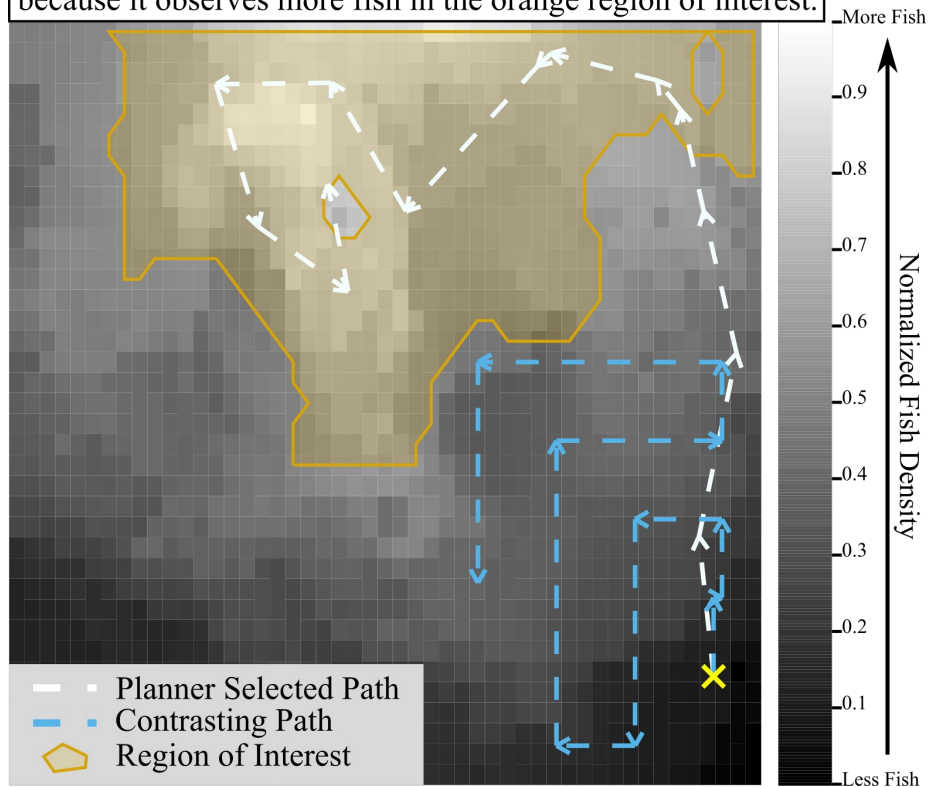 because it observes more fish in the orange region of interest.
More Fish
0.9
0.8
0.7
0.6
0.5
0.4
0.3
0.2
0.1
Less Fish
Normalized Fish Density
Planner Selected Path
Contrasting Path
Region of Interest